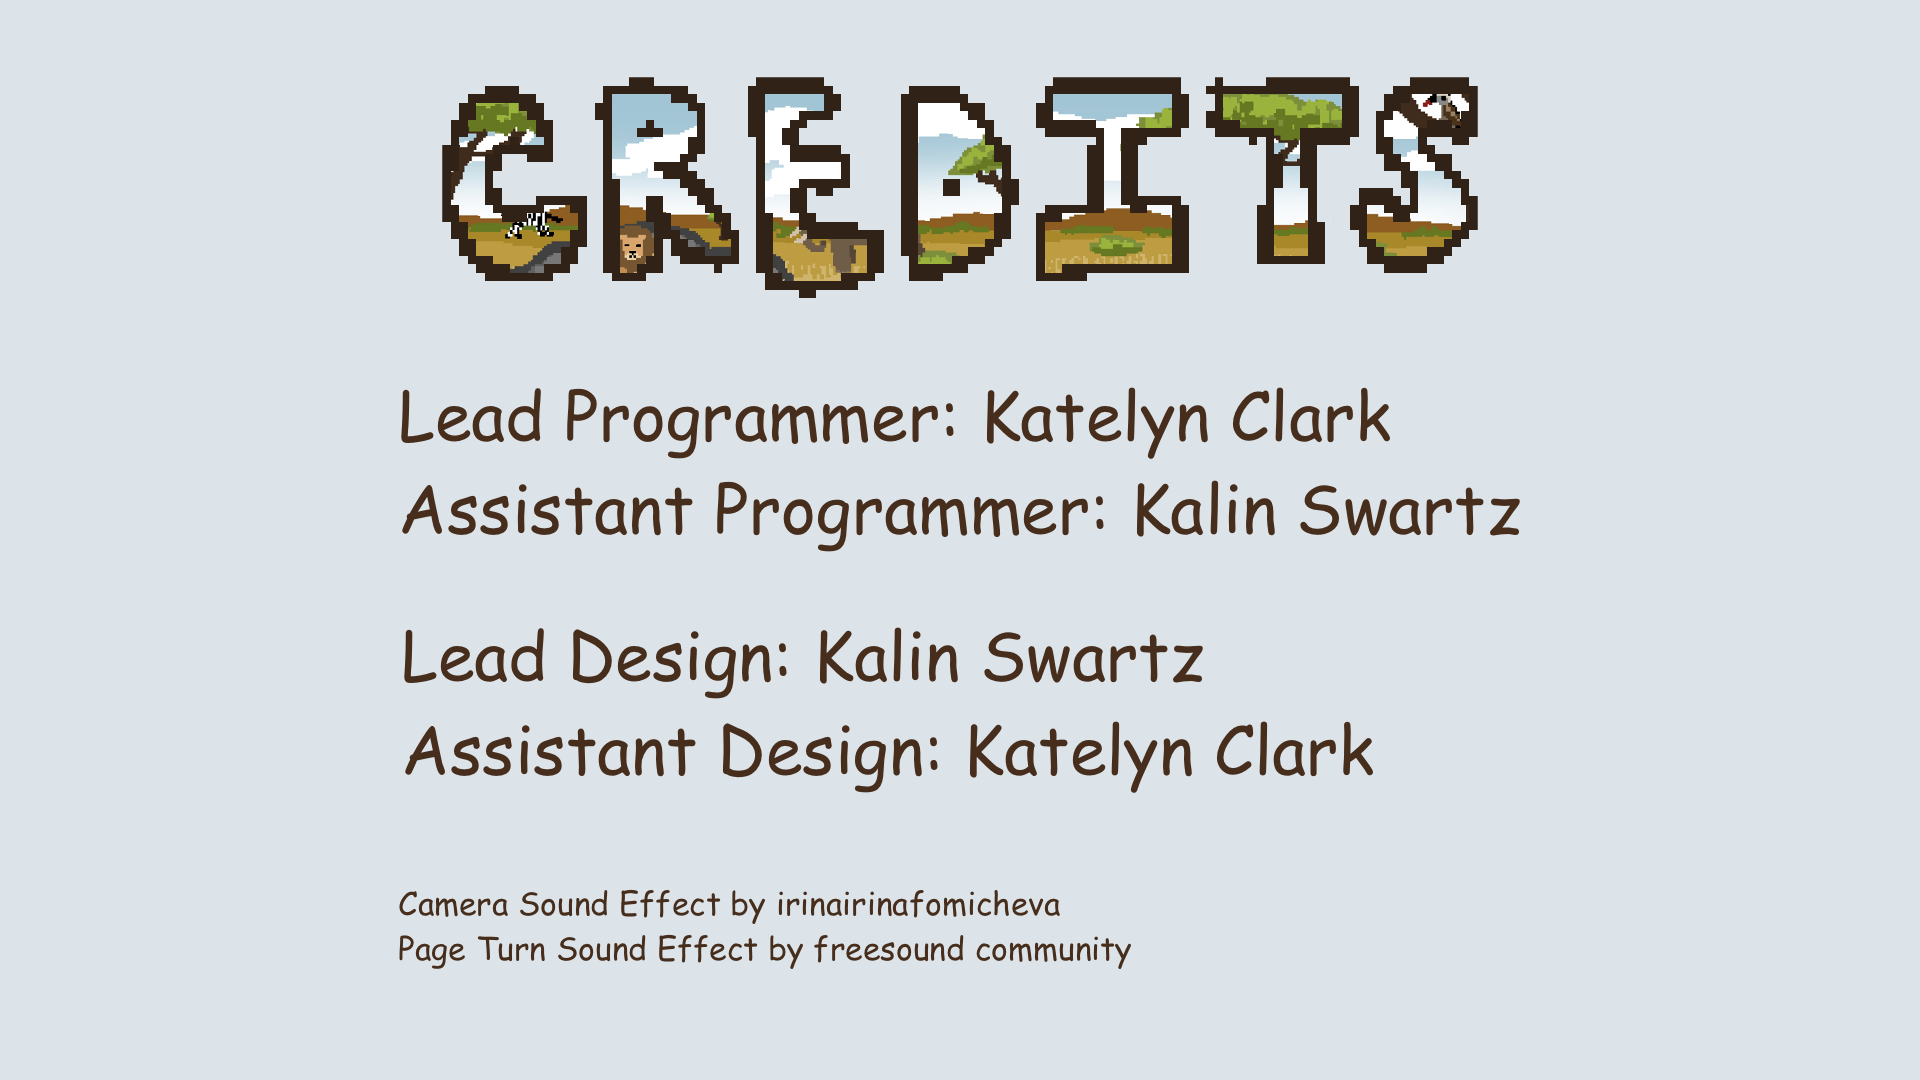 CREDITS
Lead Programmer: Katelyn Clark
Assistant Programmer: Kalin Swartz
Lead Design: Kalin Swartz
Assistant Design: Katelyn Clark
Camera Sound Effect by irinairinafomicheva
Page Turn Sound Effect by freesound community